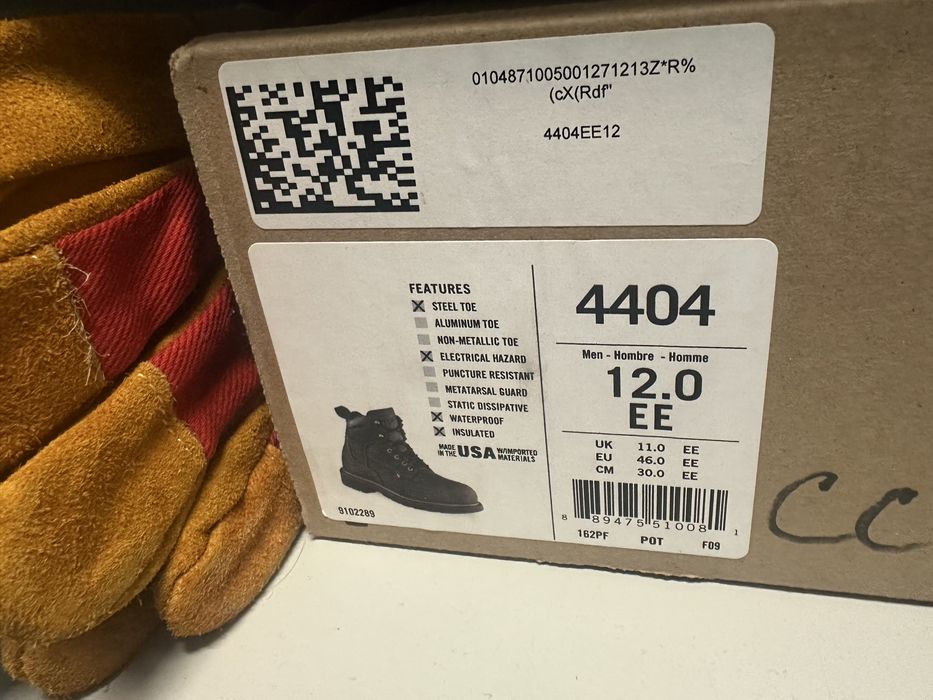 0104871005001271213Z*R%
(cX(Rdf"
4404EE12
FEATURES
STEEL TOE
ALUMINUM TOE
NON-METALLIC TOE
ELECTRICAL HAZARD
PUNCTURE RESISTANT
METATARSAL GUARD
STATIC DISSIPATIVE
WATERPROOF
INSULATED
MADE IN THE USA W/IMPORTED MATERIALS
9102289
4404
Men - Hombre - Homme
12.0
EE
UK 11.0 EE
EU 46.0 EE
CM 30.0 EE
8 89475 51008 1
162PF POT F09
CC